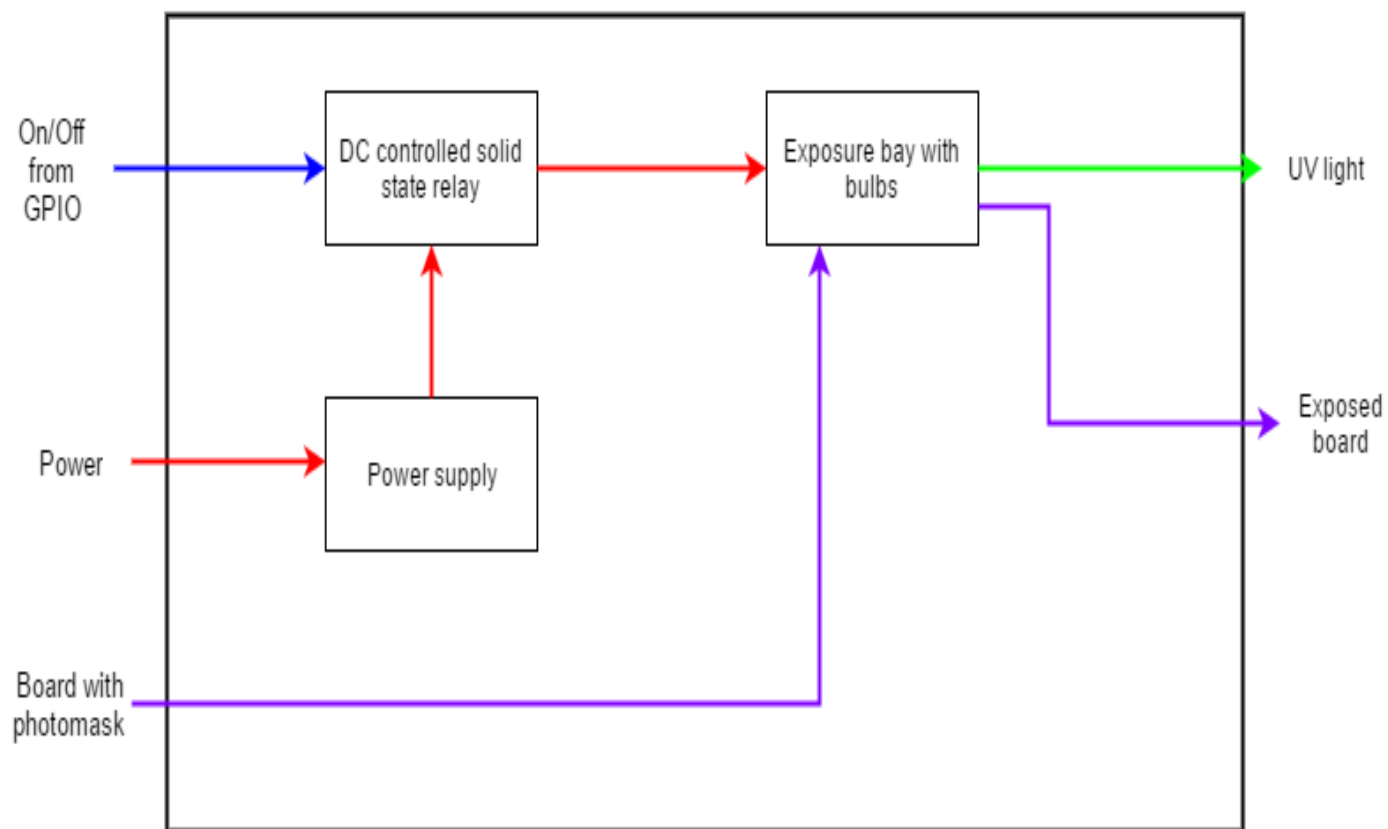 On/Off
from
GPIO
DC controlled solid
state relay
Exposure bay with
bulbs
UV light
Power
Power supply
Exposed
board
Board with
photomask